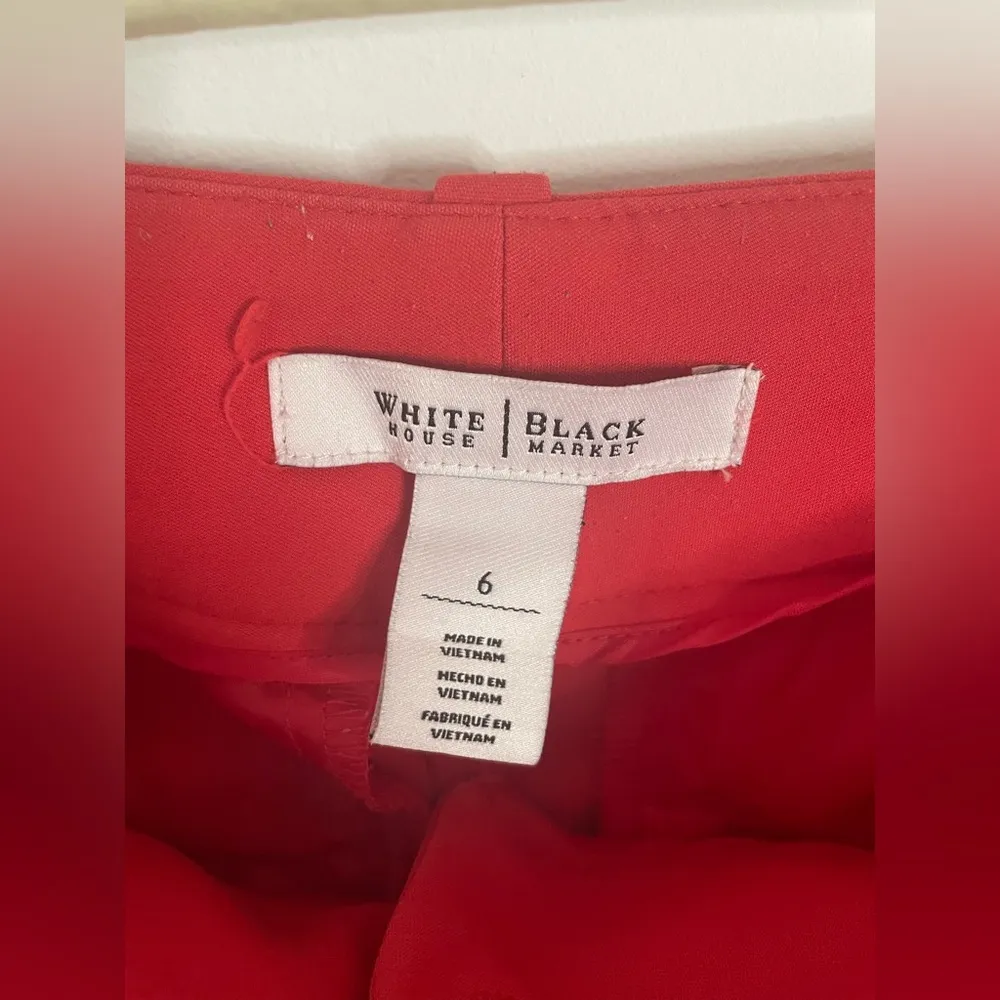 WHITE HOUSE | BLACK MARKET
6
MADE IN
VIETNAM
HECHO EN
VIETNAM
FABRIQUÉ EN
VIETNAM